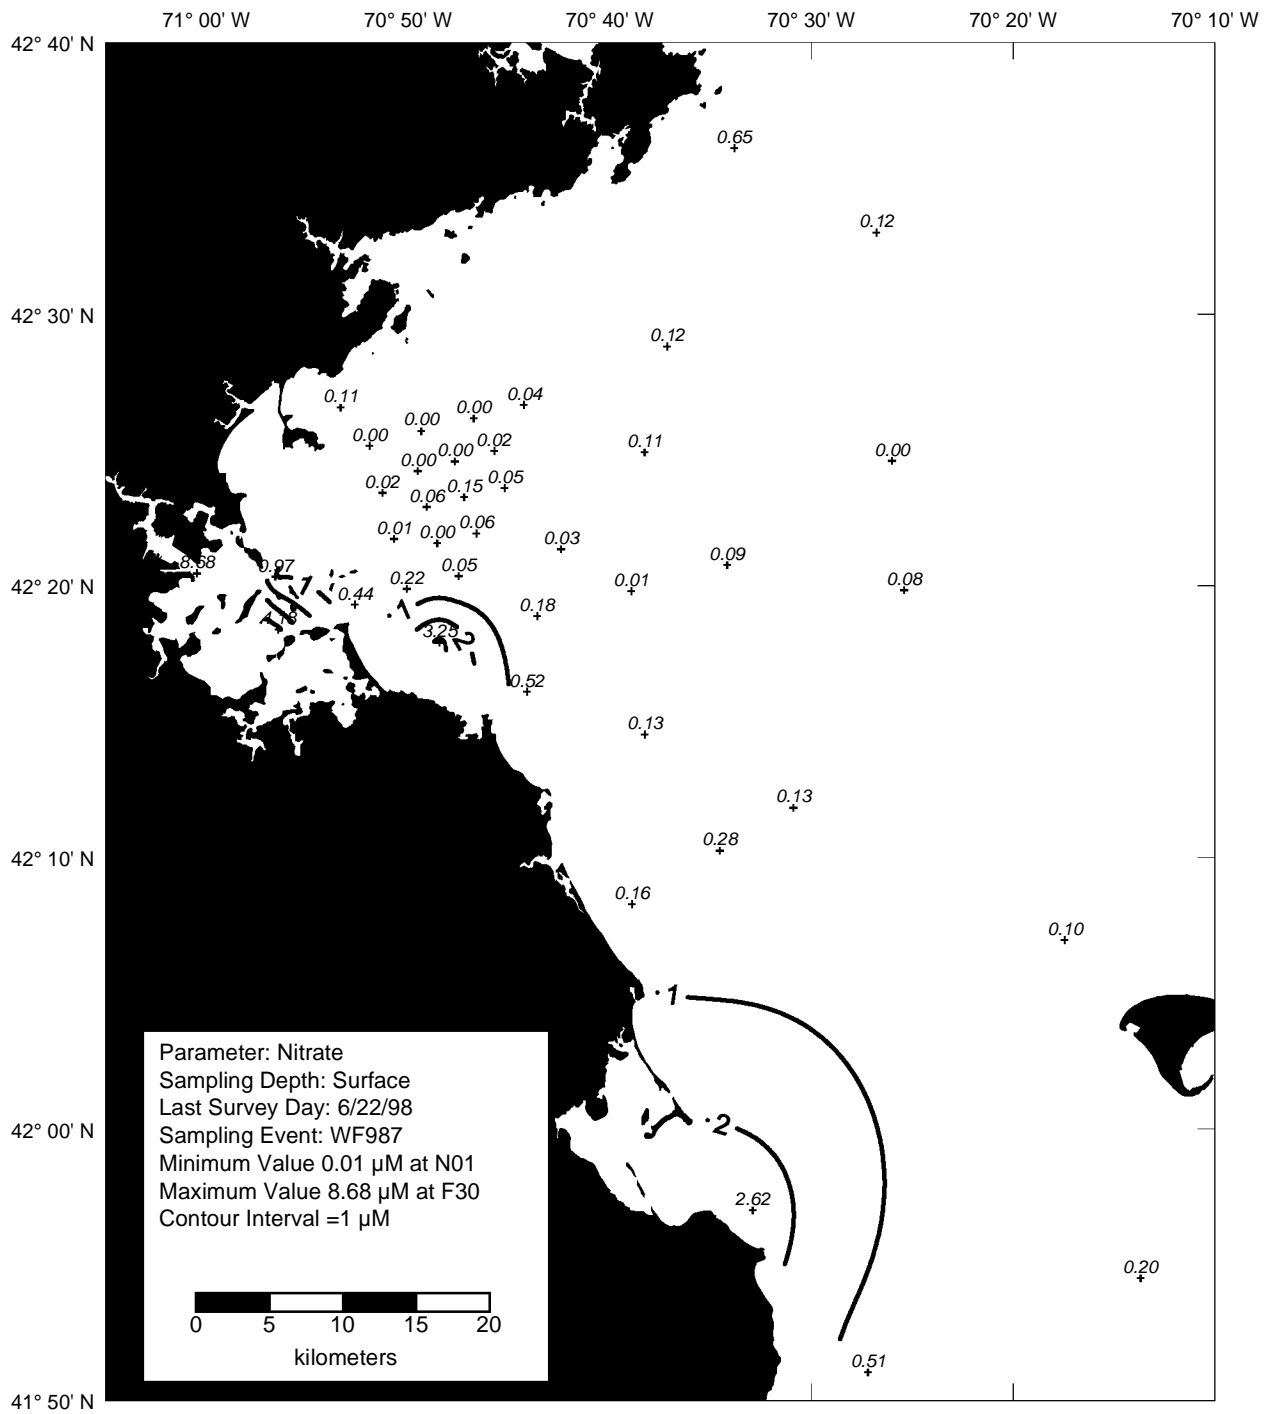 71° 00' W 70° 50' W 70° 40' W 70° 30' W 70° 20' W 70° 10' W
42° 40' N
0.65
0.12
42° 30' N
0.12
0.11 0.00 0.04
0.00 0.00
0.02 0.11 0.00
0.00 0.00
0.02 0.06 0.15 0.05
0.01 0.00 0.06 0.03
0.09
8.68 0.97
42° 20' N
0.44 0.22 0.05 0.01 0.08
1
1 0.18
3.25
2
0.52
0.13
0.13
0.28
42° 10' N
0.16
0.10
1
2
42° 00' N
2.62
0.20
0.51
41° 50' N
Parameter: Nitrate
Sampling Depth: Surface
Last Survey Day: 6/22/98
Sampling Event: WF987
Minimum Value 0.01 µM at N01
Maximum Value 8.68 µM at F30
Contour Interval =1 µM
0 5 10 15 20
kilometers